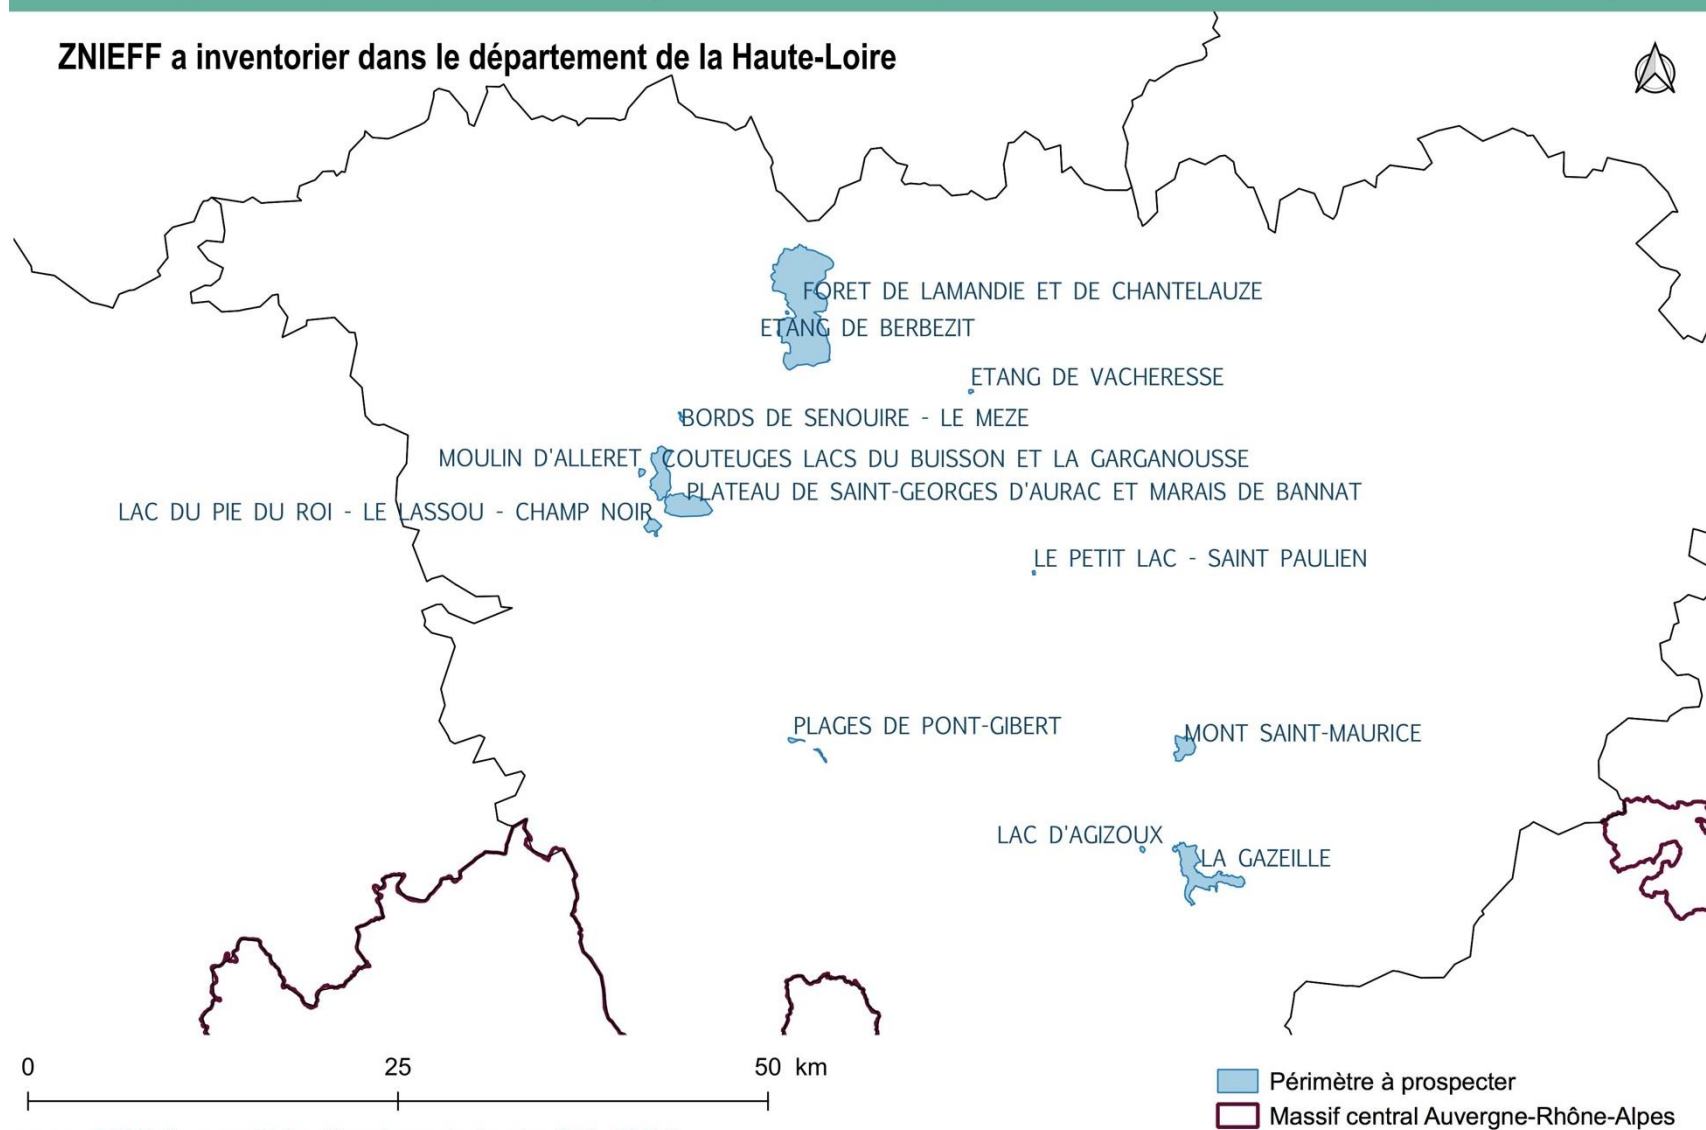 ZNIEFF a inventorier dans le département de la Haute-Loire
FORET DE LAMANDIE ET DE CHANTELAUZE
ETANG DE BERBEZIT
ETANG DE VACHERESSE
BORDS DE SENOUIRE - LE MEZE
MOULIN D'ALLERET
COUTEUGES LACS DU BUISSON ET LA GARGANOUSSE
PLATEAU DE SAINT-GEORGES D'AURAC ET MARAIS DE BANNAT
LAC DU PIE DU ROI - LE LASSOU - CHAMP NOIR
LE PETIT LAC - SAINT PAULIEN
PLAGES DE PONT-GIBERT
MONT SAINT-MAURICE
LAC D'AGIZOUX
LA GAZEILLE
0 25 50 km
Périmètre à prospecter
Massif central Auvergne-Rhône-Alpes